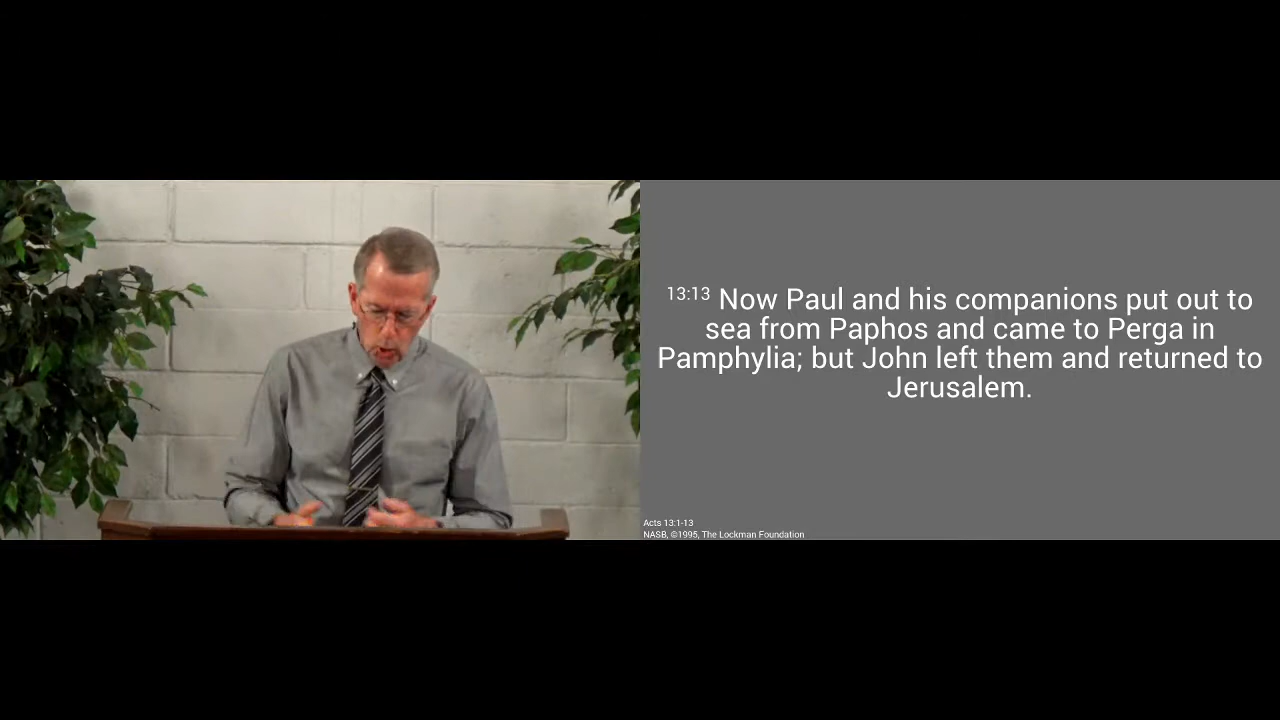 13:13 Now Paul and his companions put out to
sea from Paphos and came to Perga in
Pamphylia; but John left them and returned to
Jerusalem.
Acts 13:1-13
NASB, ©1995, The Lockman Foundation